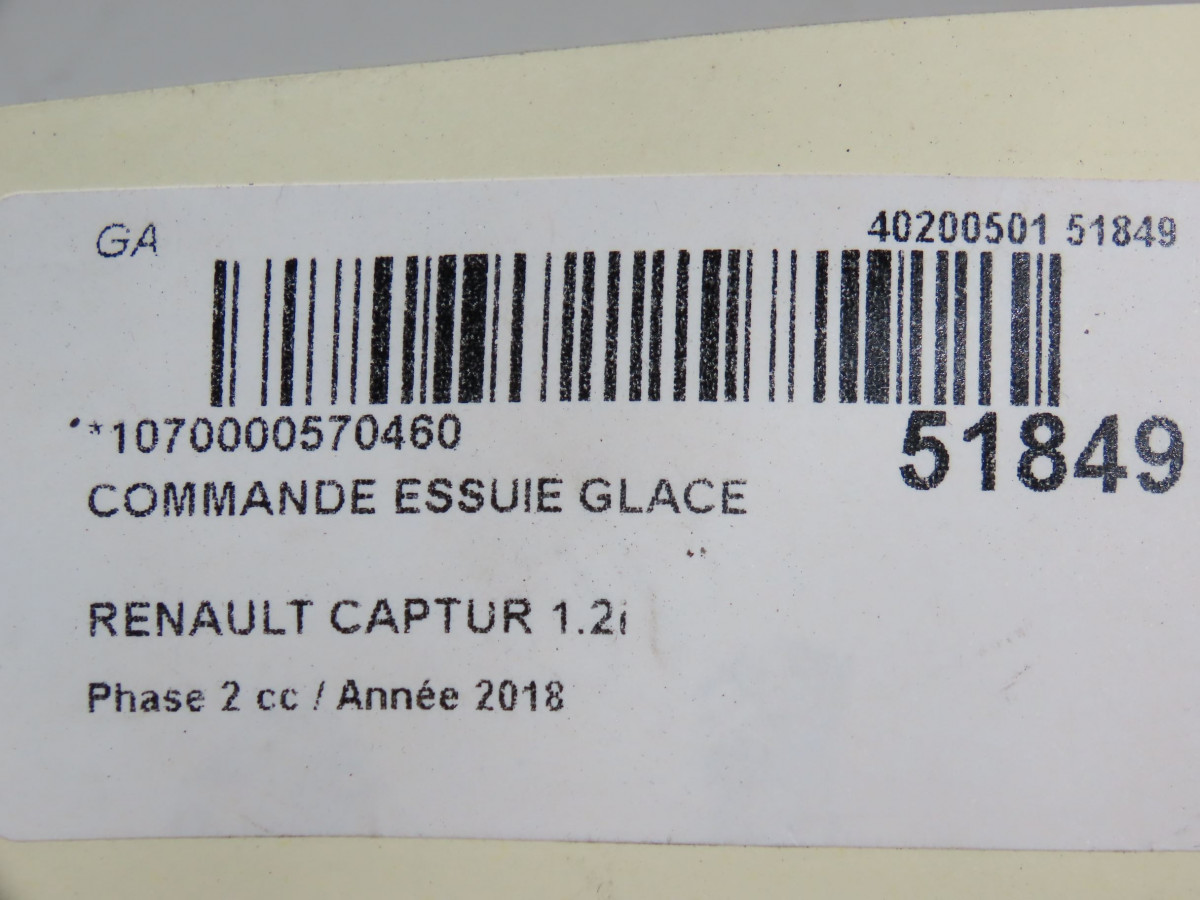 GA
40200501 51849
*1070000570460
51849
COMMANDE ESSUIE GLACE
RENAULT CAPTUR 1.2i
Phase 2 cc / Année 2018